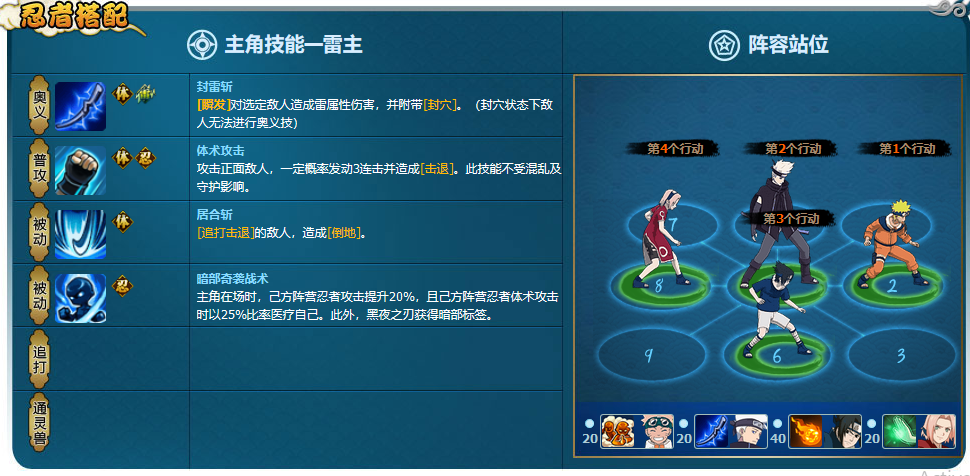 忍者搭配
主角技能—雷主
奥义
体
封雷斩
[瞬发]对选定敌人造成雷属性伤害，并附带[封穴]。（封穴状态下敌
人无法进行奥义技)
普攻
体 忍
体术攻击
攻击正面敌人，一定概率发动3连击并造成[击退]。此技能不受混乱及
守护影响。
被动
体
居合斩
[追打击退]的敌人，造成[倒地]。
被动
忍
暗部奇袭战术
主角在场时，己方阵营忍者攻击提升20%，且己方阵营忍者体术攻击
时以25%比率医疗自己。此外，黑夜之刃获得暗部标签。
追打
通灵兽
阵容站位
第4个行动
第2个行动
第1个行动
第3个行动
7
8
2
9
6
3
20
20
40
20